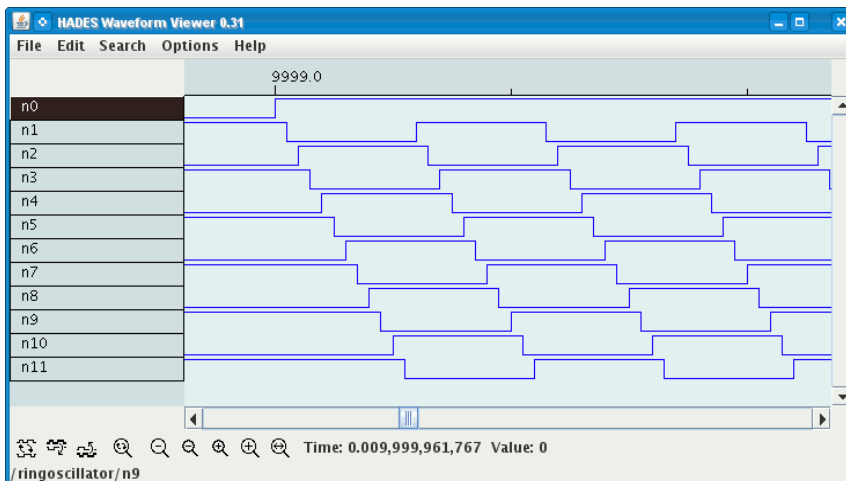 HADES Waveform Viewer 0.31
File Edit Search Options Help
9999.0
n0
n1
n2
n3
n4
n5
n6
n7
n8
n9
n10
n11
Time: 0.009,999,961,767 Value: 0
/ringoscillator/n9